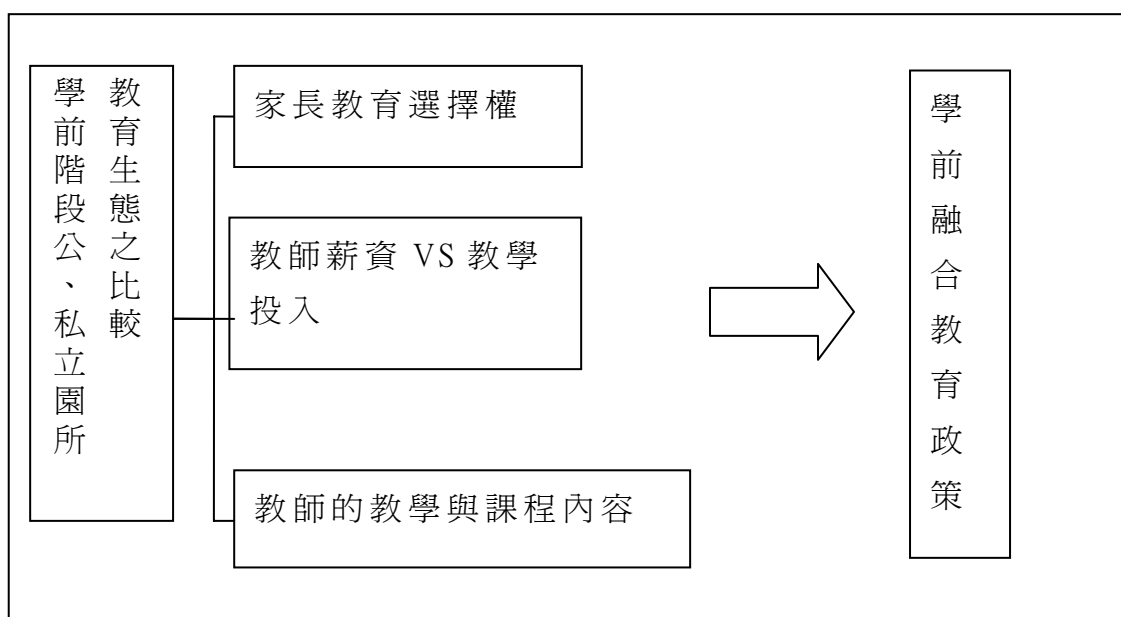 學前階段公、私立園所
教育生態之比較
家長教育選擇權
教師薪資 VS 教學
投入
教師的教學與課程內容
學前融合教育政策